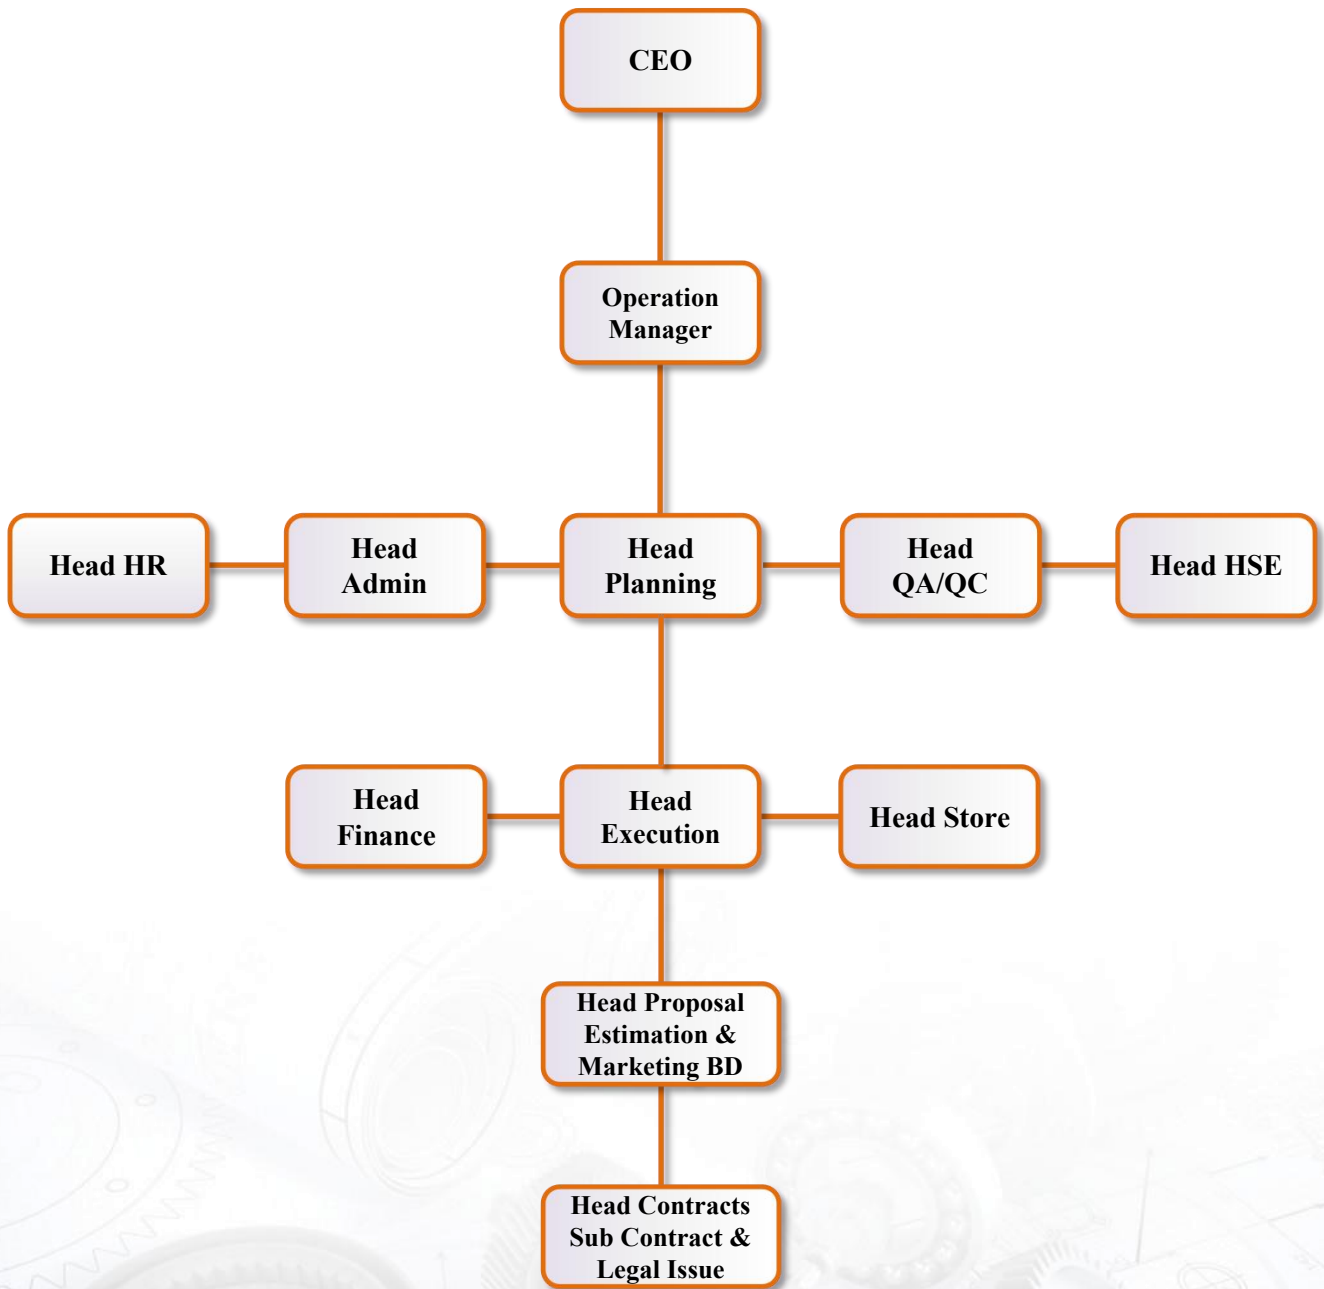 CEO
Operation
Manager
Head HR
Head
Admin
Head
Planning
Head
QA/QC
Head HSE
Head
Finance
Head
Execution
Head Store
Head Proposal
Estimation &
Marketing BD
Head Contracts
Sub Contract &
Legal Issue